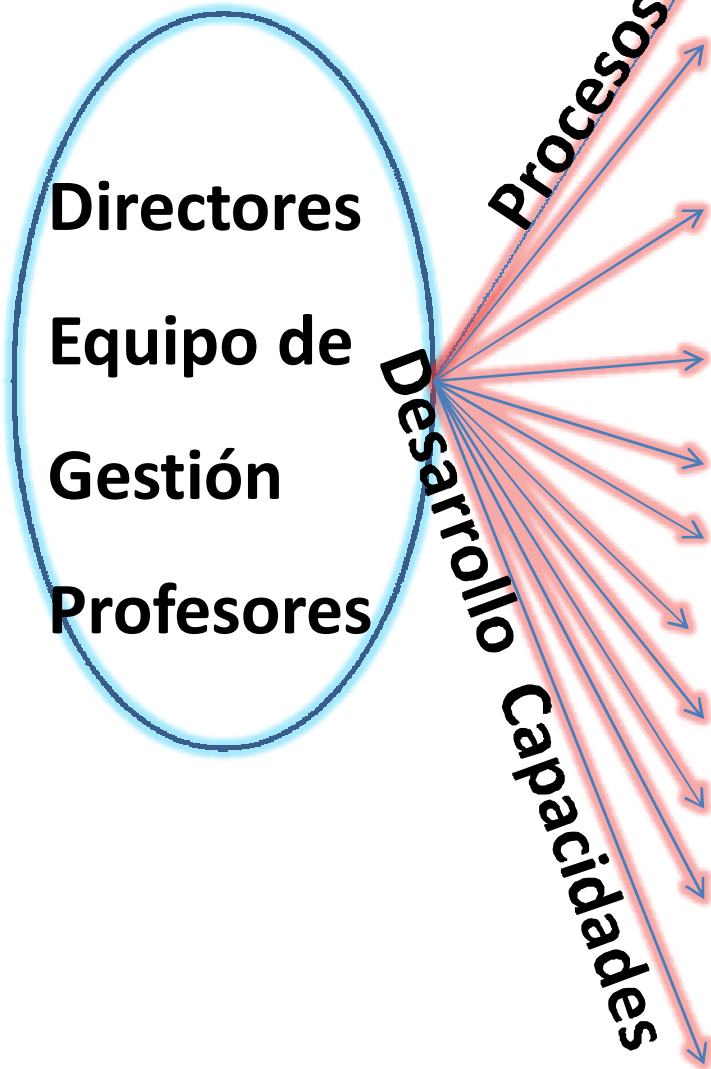 Directores
Equipo de
Gestión
Profesores
Procesos
Desarrollo Capacidades